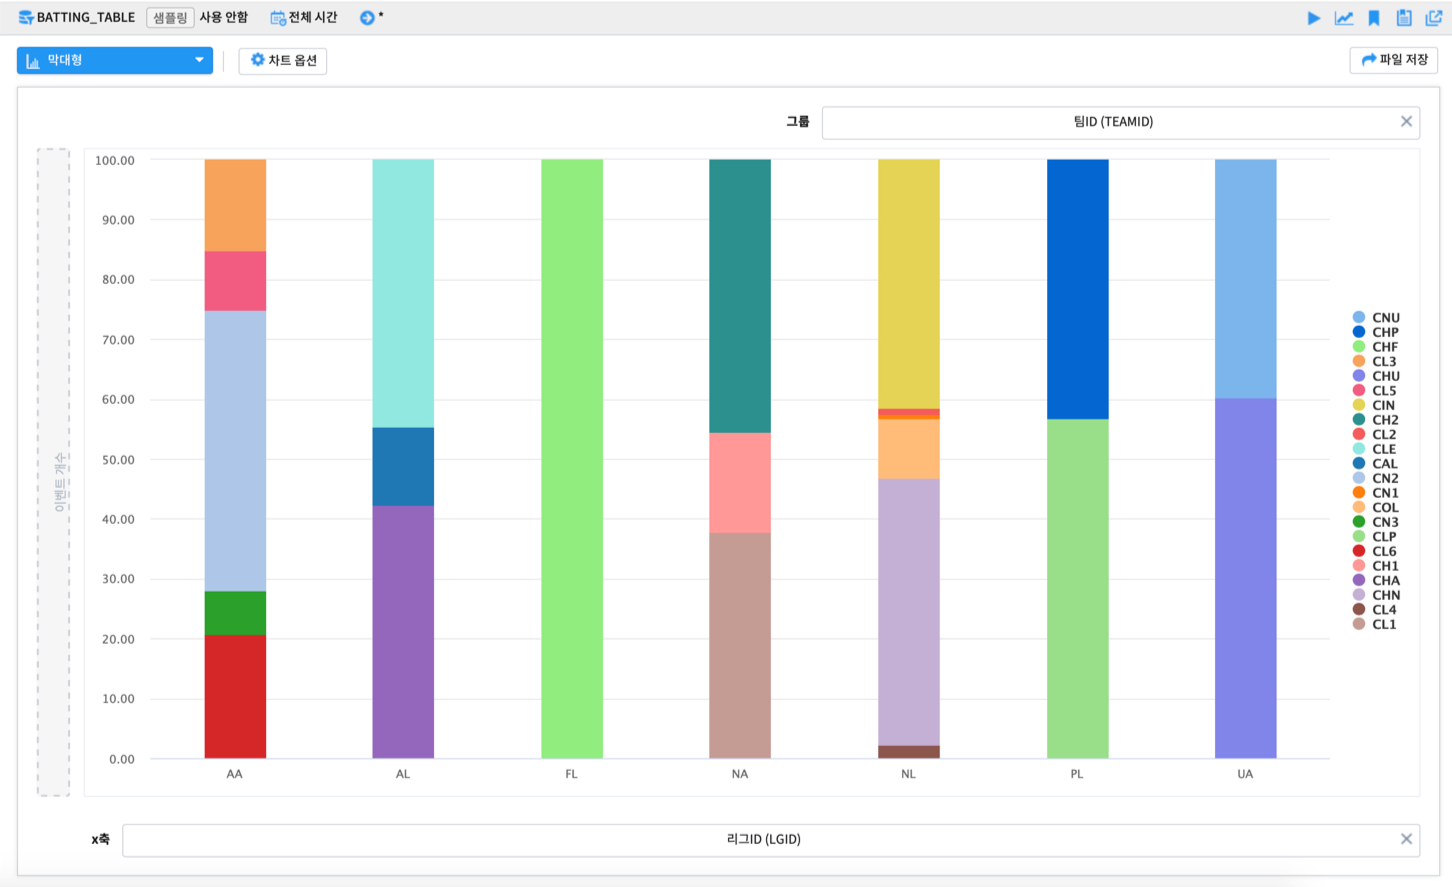 BATTING_TABLE 샘플링 사용 안함 전체 시간 *
막대형 차트 옵션 파일 저장
그룹 팀ID (TEAMID)
이벤트 개수
100.00
90.00
80.00
70.00
60.00
50.00
40.00
30.00
20.00
10.00
0.00
AA AL FL NA NL PL UA
CNU
CHP
CHF
CL3
CHU
CL5
CIN
CH2
CL2
CLE
CAL
CN2
CN1
COL
CN3
CLP
CL6
CH1
CHA
CHN
CL4
CL1
x축 리그ID (LGID)